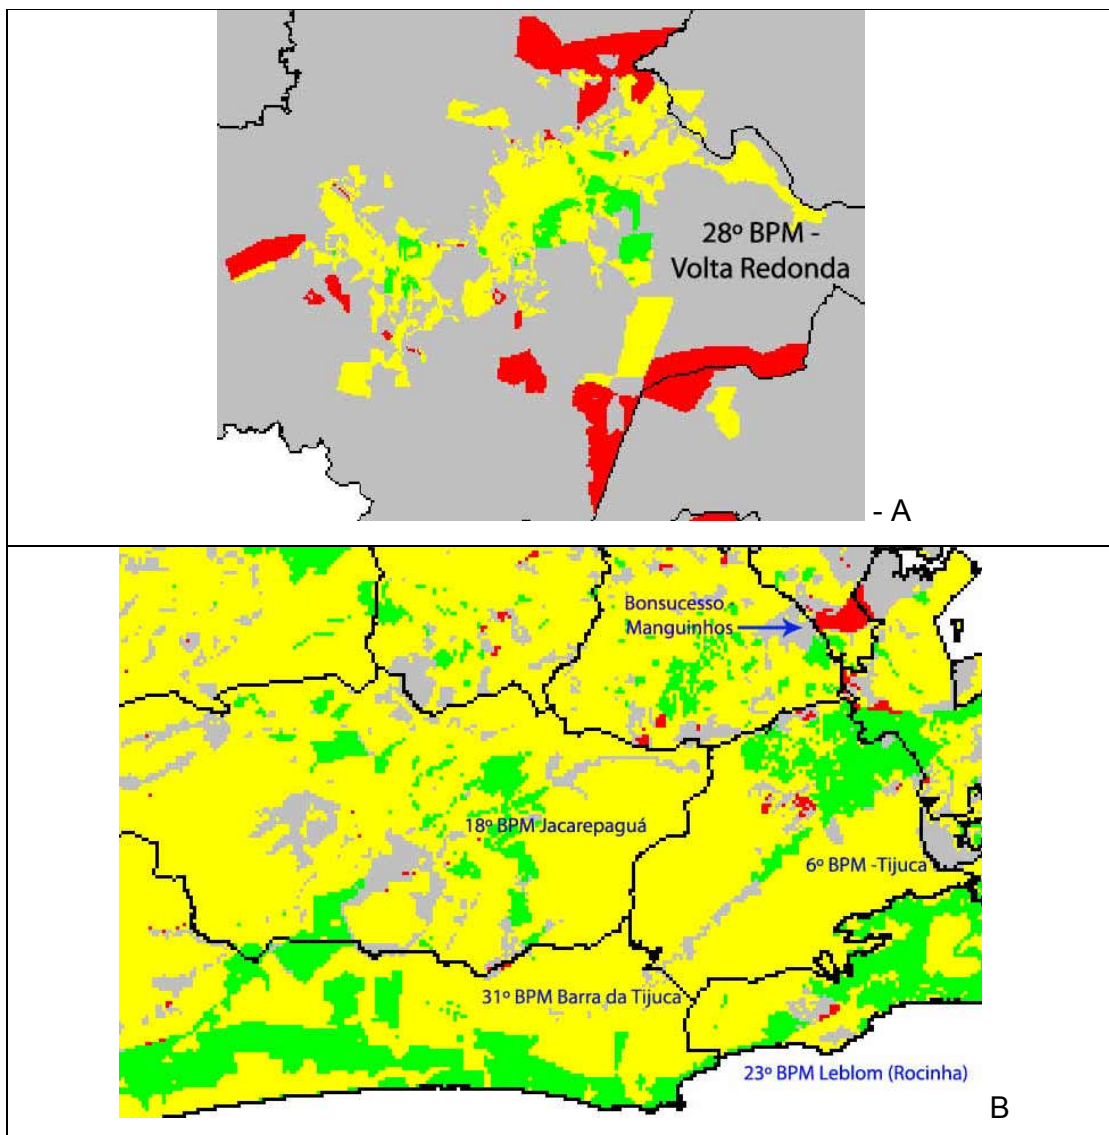 28º BPM -
Volta Redonda
- A
Bonsucesso
Manguinhos
18º BPM Jacarepaguá
6º BPM -Tijuca
31º BPM Barra da Tijuca
23º BPM Leblom (Rocinha)
B